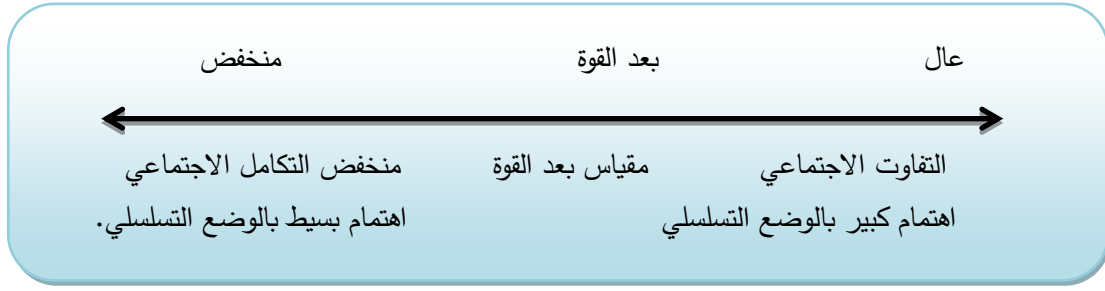 عال بعد القوة منخفض
التفاوت الاجتماعي مقياس بعد القوة منخفض التكامل الاجتماعي
اهتمام كبير بالوضع التسلسلي اهتمام بسيط بالوضع التسلسلي.